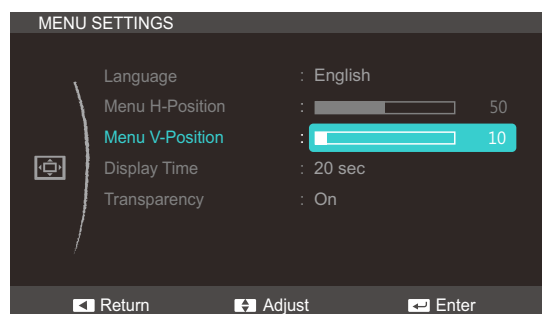 MENU SETTINGS
Language : English
Menu H-Position : 50
Menu V-Position : 10
Display Time : 20 sec
Transparency : On
Return Adjust Enter